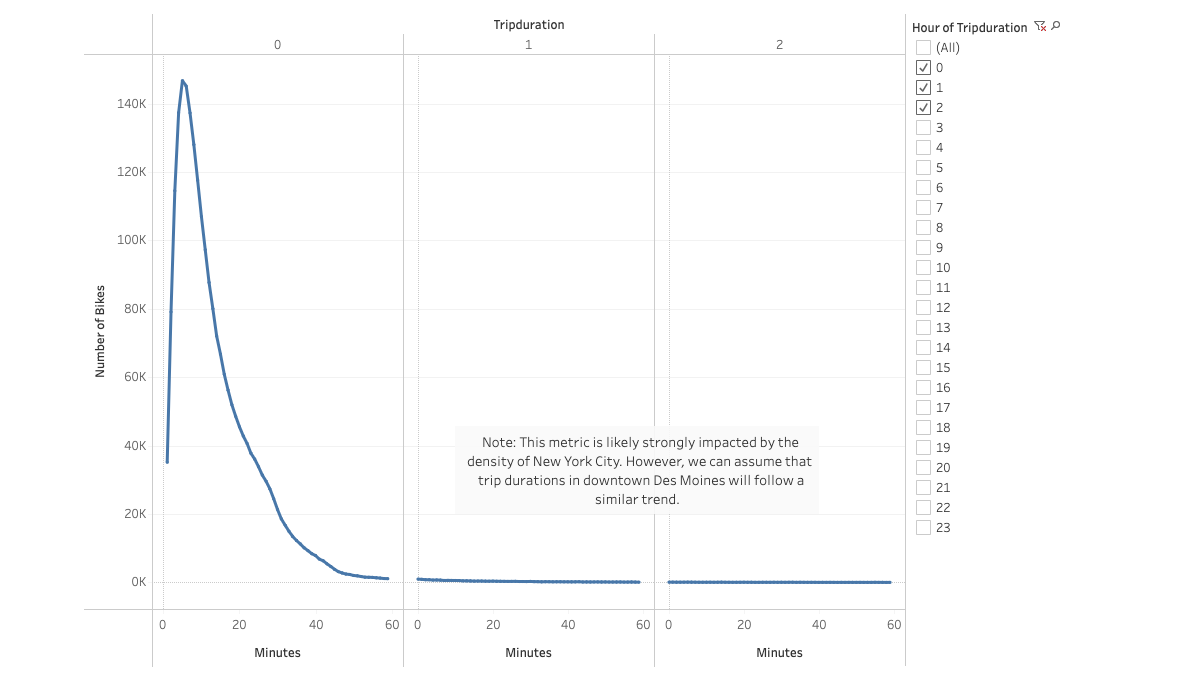 Tripduration
0 1 2
140K
120K
100K
80K
60K
40K
20K
0K
Number of Bikes
Note: This metric is likely strongly impacted by the
density of New York City. However, we can assume that
trip durations in downtown Des Moines will follow a
similar trend.
0 20 40 60 0 20 40 60 0 20 40 60
Minutes Minutes Minutes
Hour of Tripduration
(All)
0
1
2
3
4
5
6
7
8
9
10
11
12
13
14
15
16
17
18
19
20
21
22
23